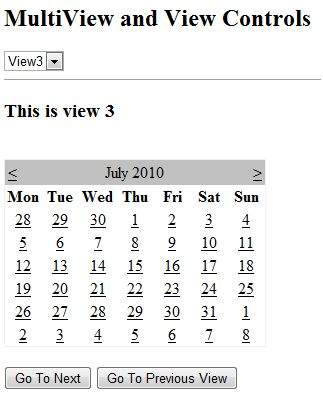 MultiView and View Controls
View3
This is view 3
< July 2010 >
Mon Tue Wed Thu Fri Sat Sun
28 29 30 1 2 3 4
5 6 7 8 9 10 11
12 13 14 15 16 17 18
19 20 21 22 23 24 25
26 27 28 29 30 31 1
2 3 4 5 6 7 8
Go To Next Go To Previous View